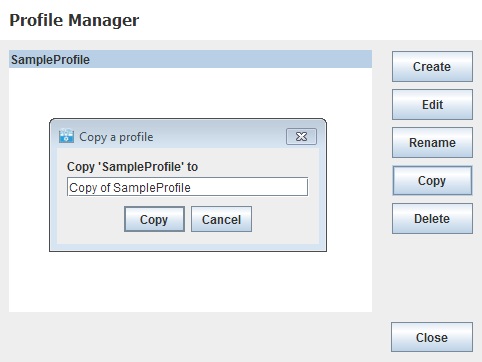 Profile Manager
SampleProfile
Create
Edit
Rename
Copy
Delete
Close
Copy a profile
Copy 'SampleProfile' to
Copy of SampleProfile
Copy
Cancel